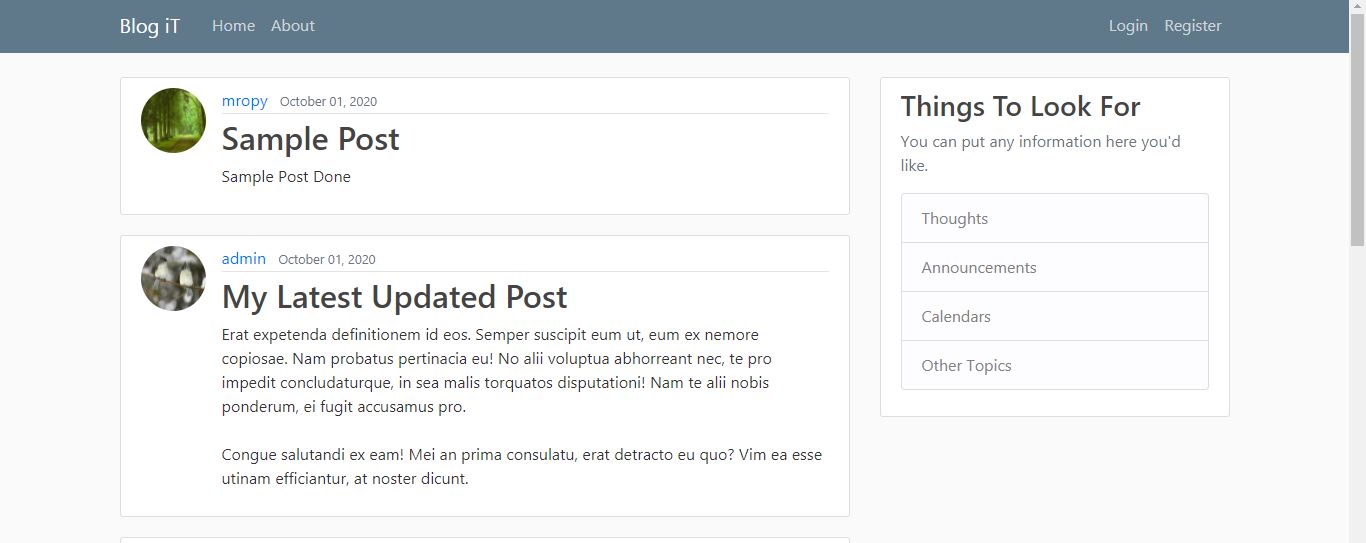 Blog iT Home About Login Register
mropy October 01, 2020
Sample Post
Sample Post Done
admin October 01, 2020
My Latest Updated Post
Erat expetenda definitionem id eos. Semper suscipit eum ut, eum ex nemore
copiosae. Nam probatus pertinacia eu! No alii voluptua abhorreant nec, te pro
impedit concludaturque, in sea malis torquatos disputationi! Nam te alii nobis
ponderum, ei fugit accusamus pro.
Congue salutandi ex eam! Mei an prima consulatu, erat detracto eu quo? Vim ea esse
utinam efficiantur, at noster dicunt.
Things To Look For
You can put any information here you'd
like.
Thoughts
Announcements
Calendars
Other Topics